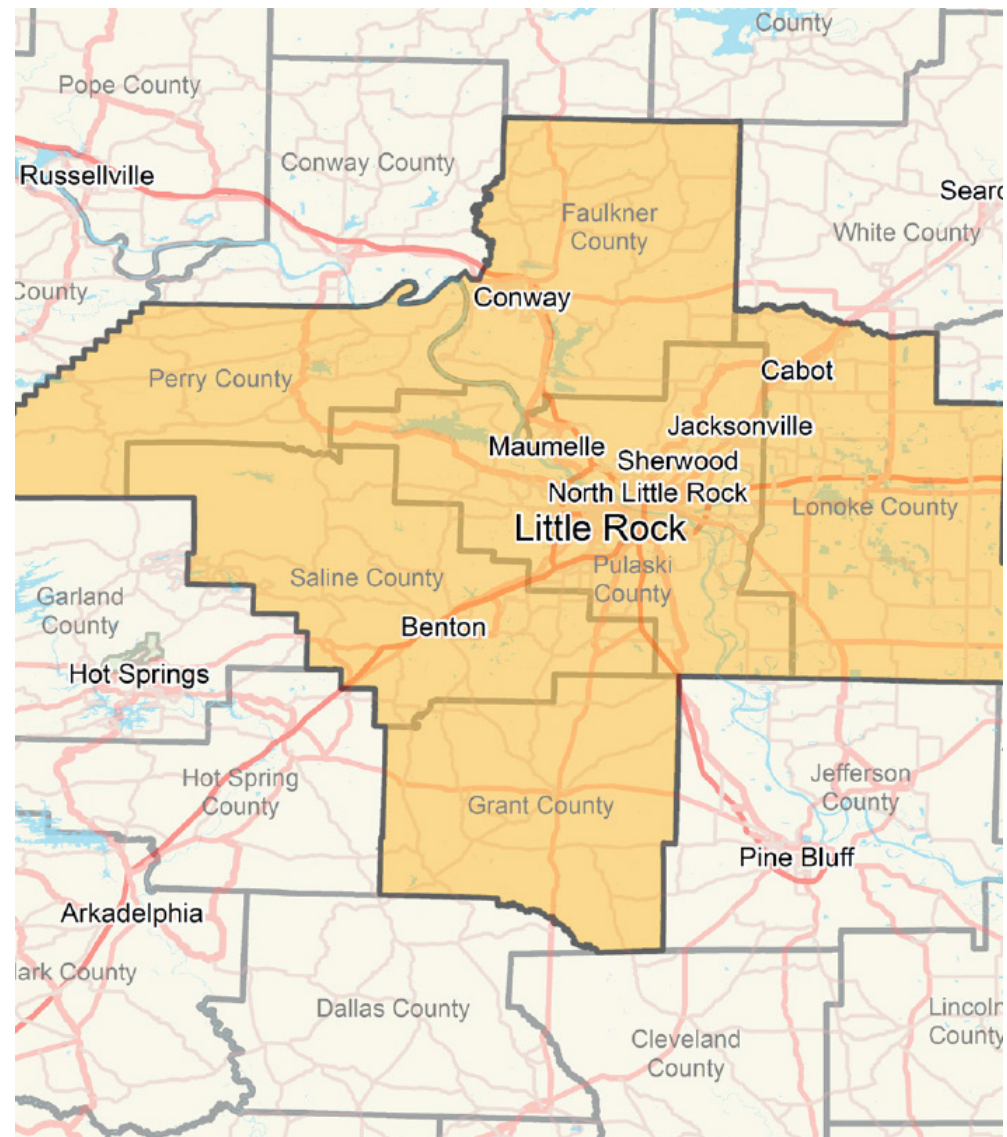 County
Pope County
Conway County
Russellville
Faulkner
County
Sear
White County
County
Conway
Perry County
Cabot
Jacksonville
Maumelle
Sherwood
North Little Rock
Lonoke County
Little Rock
Pulaski
County
Saline County
Garland
County
Benton
Hot Springs
Hot Spring
County
Jefferson
County
Grant County
Pine Bluff
Arkadelphia
lark County
Dallas County
Lincoln
County
Cleveland
County